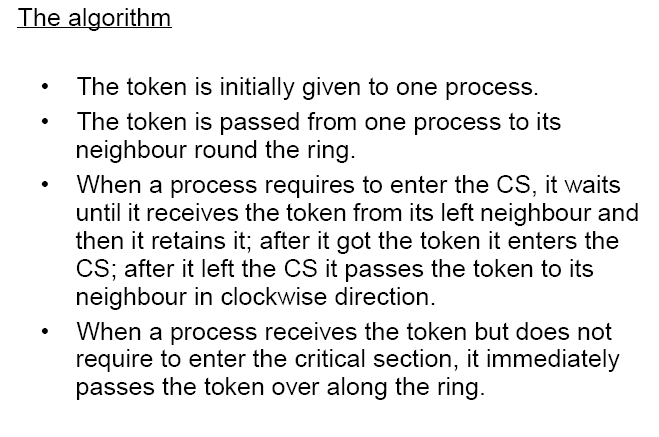 The algorithm
• The token is initially given to one process.
• The token is passed from one process to its
neighbour round the ring.
• When a process requires to enter the CS, it waits
until it receives the token from its left neighbour and
then it retains it; after it got the token it enters the
CS; after it left the CS it passes the token to its
neighbour in clockwise direction.
• When a process receives the token but does not
require to enter the critical section, it immediately
passes the token over along the ring.